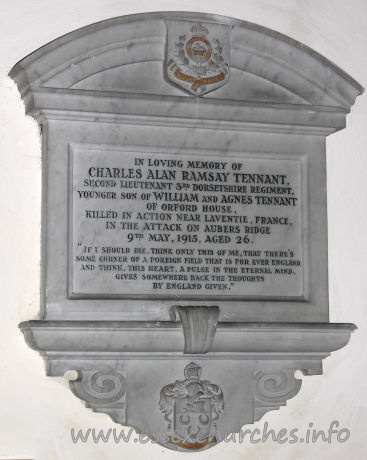 IN LOVING MEMORY OF
CHARLES ALAN RAMSAY TENNANT,
SECOND LIEUTENANT 3RD DORSETSHIRE REGIMENT,
YOUNGER SON OF WILLIAM AND AGNES TENNANT
OF ORFORD HOUSE,
KILLED IN ACTION NEAR LAVENTIE, FRANCE,
IN THE ATTACK ON AUBERS RIDGE
9TH MAY, 1915, AGED 26.
"IF I SHOULD DIE, THINK ONLY THIS OF ME, THAT THERE'S
SOME CORNER OF A FOREIGN FIELD THAT IS FOR EVER ENGLAND
AND THINK, THIS HEART, A PULSE IN THE ETERNAL MIND,
GIVES SOMEWHERE BACK THE THOUGHTS
BY ENGLAND GIVEN."
www.essexchurches.info